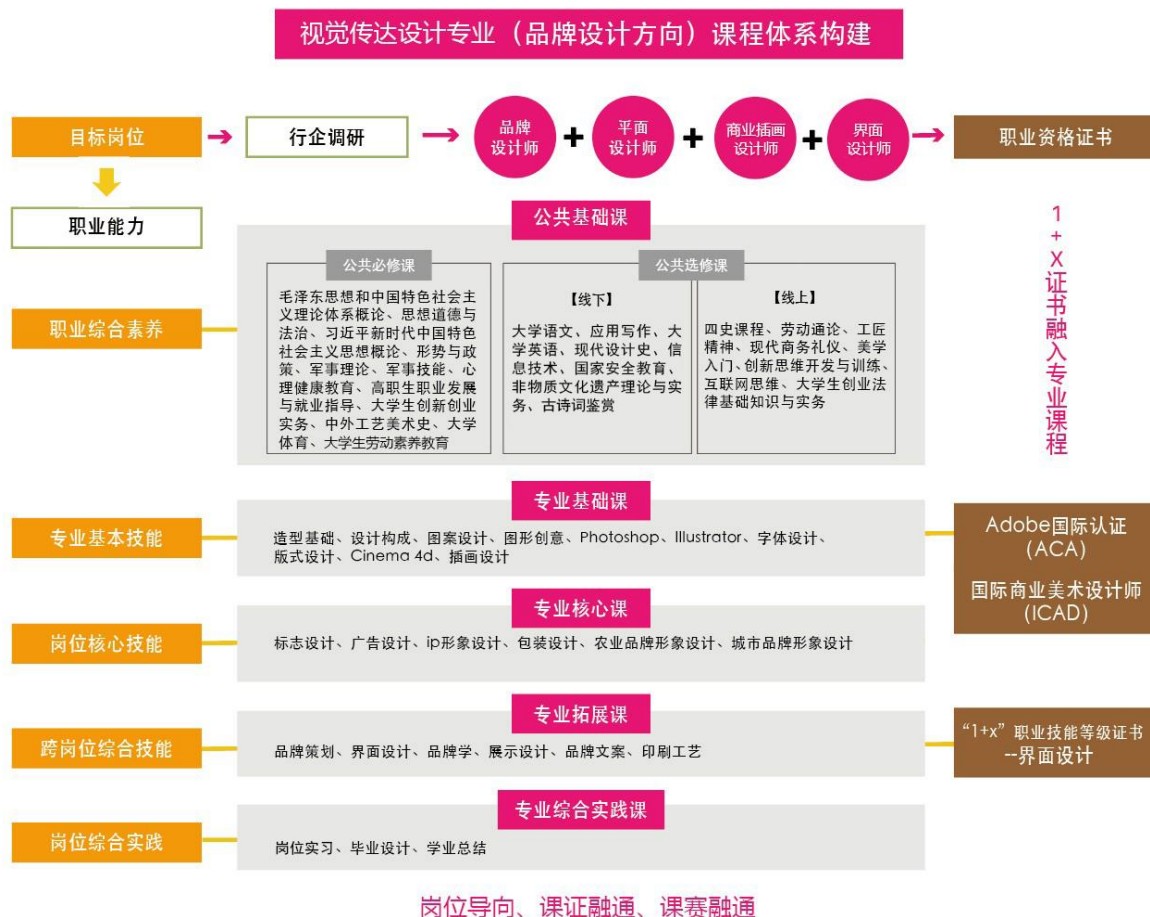 视觉传达设计专业（品牌设计方向）课程体系构建
目标岗位
行企调研
品牌
设计师
+
平面
设计师
+
商业插画
设计师
+
界面
设计师
职业资格证书
职业能力
1+X证书融入专业课程
公共基础课
职业综合素养
公共必修课
毛泽东思想和中国特色社会主
义理论体系概论、思想道德与
法治、习近平新时代中国特色
社会主义思想概论、形势与政
策、军事理论、军事技能、心
理健康教育、高职生职业发展
与就业指导、大学生创新创业
实务、中外工艺美术史、大学
体育、大学生劳动素养教育
公共选修课
【线下】
大学语文、应用写作、大
学英语、现代设计史、信
息技术、国家安全教育、
非物质文化遗产理论与实
务、古诗词鉴赏
【线上】
四史课程、劳动通论、工匠
精神、现代商务礼仪、美学
入门、创新思维开发与训练、
互联网思维、大学生创业法
律基础知识与实务
专业基础课
专业基本技能
造型基础、设计构成、图案设计、图形创意、Photoshop、Illustrator、字体设计、
版式设计、Cinema 4d、插画设计
Adobe国际认证
(ACA)
国际商业美术设计师
(ICAD)
专业核心课
岗位核心技能
标志设计、广告设计、ip形象设计、包装设计、农业品牌形象设计、城市品牌形象设计
专业拓展课
跨岗位综合技能
品牌策划、界面设计、品牌学、展示设计、品牌文案、印刷工艺
“1+x”职业技能等级证书
--界面设计
专业综合实践课
岗位综合实践
岗位实习、毕业设计、学业总结
岗位导向、课证融通、课赛融通